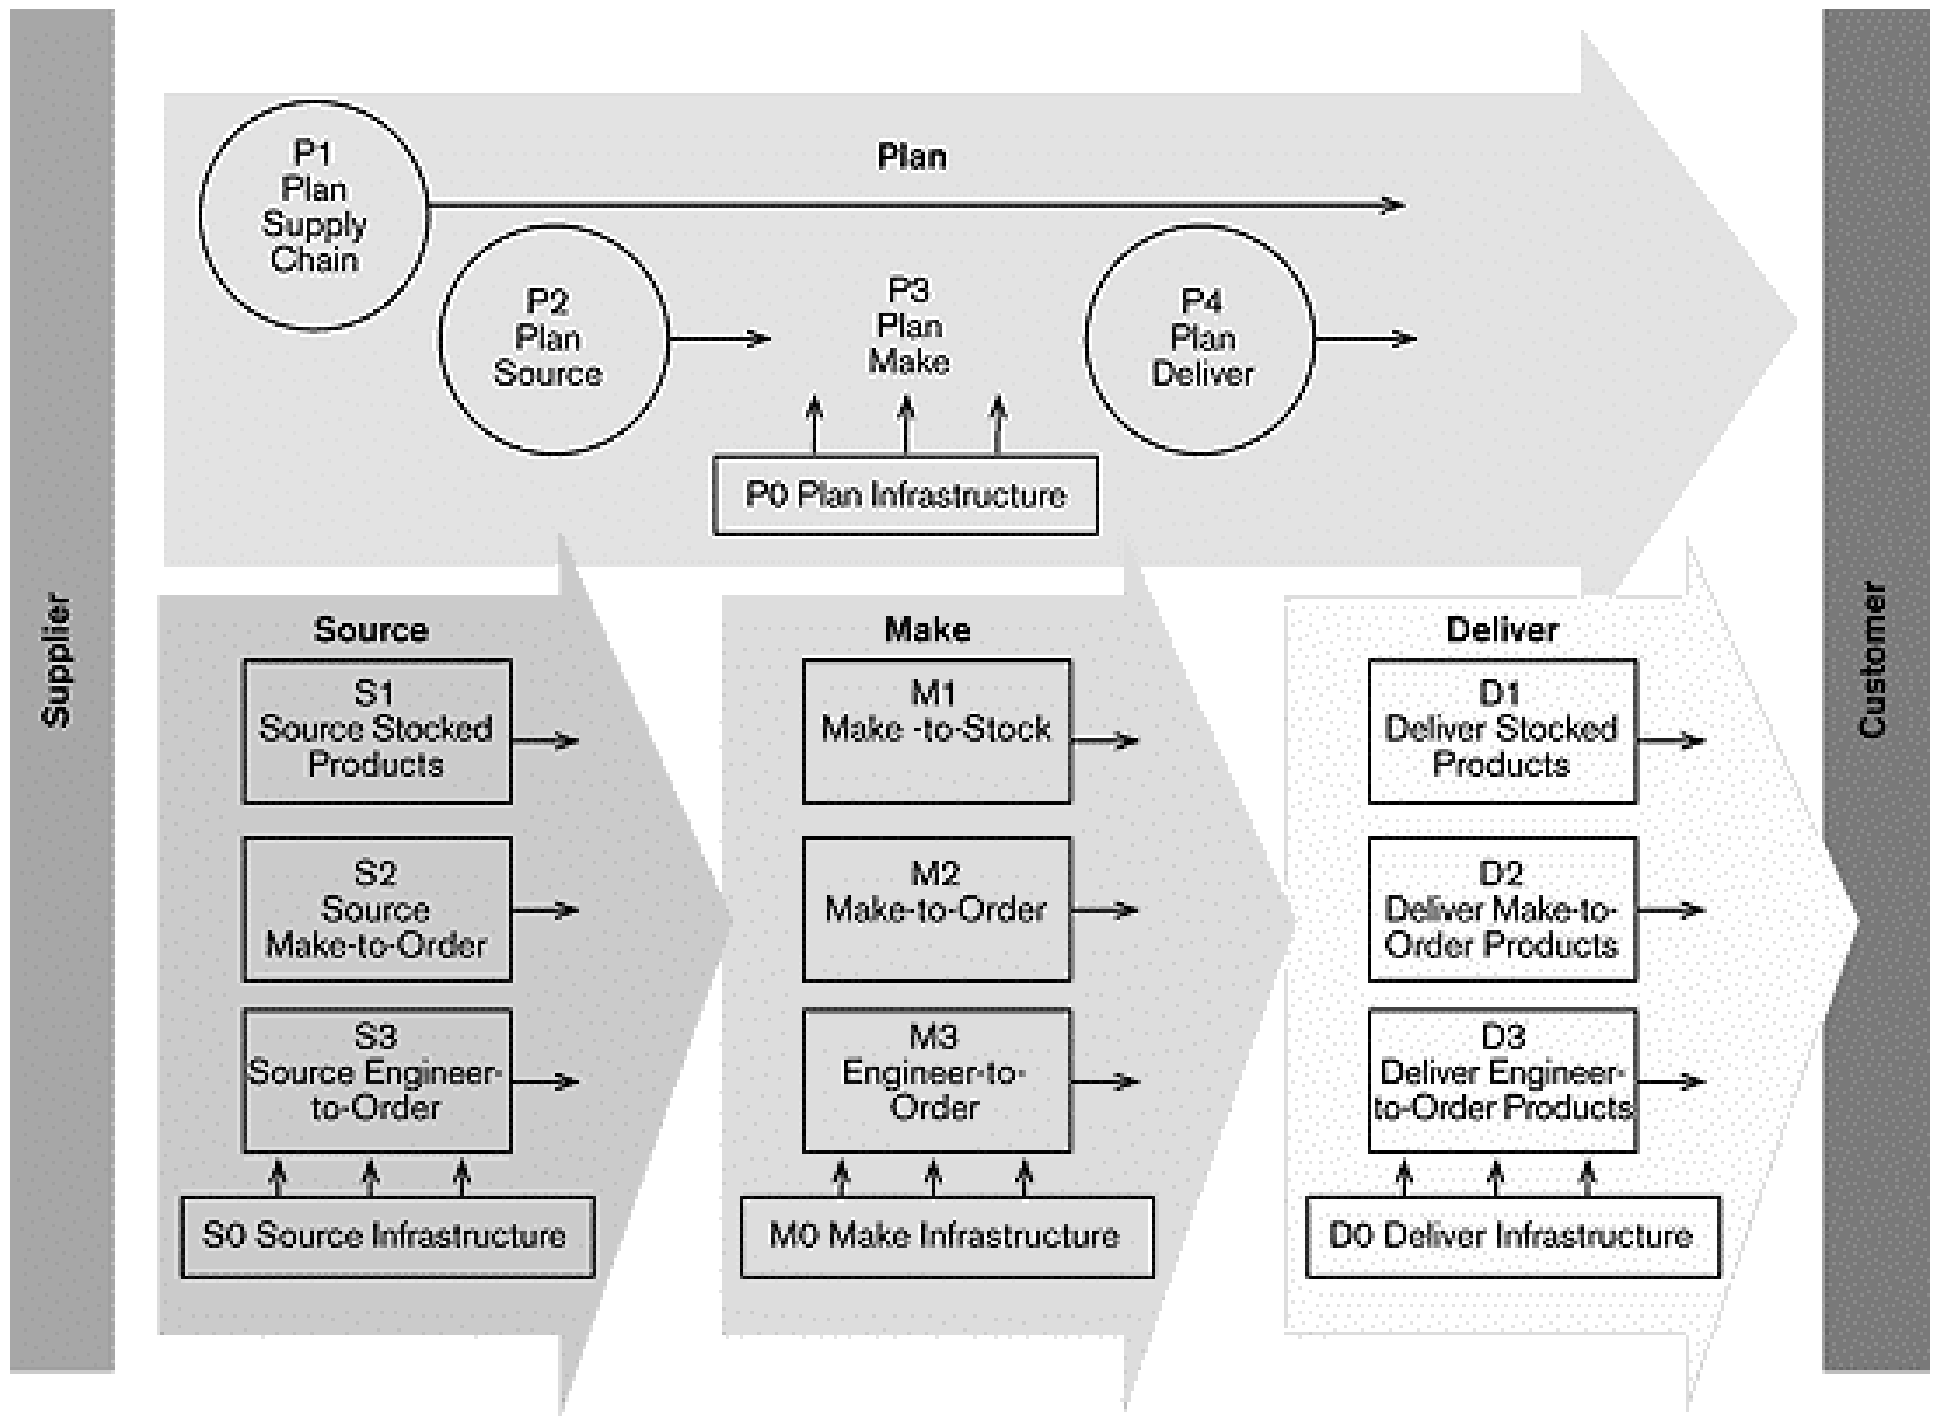 Supplier
Plan
P1
Plan
Supply
Chain
P2
Plan
Source
P3
Plan
Make
P4
Plan
Deliver
P0 Plan Infrastructure
Source
S1
Source Stocked
Products
S2
Source
Make-to-Order
S3
Source Engineer-
to-Order
S0 Source Infrastructure
Make
M1
Make -to-Stock
M2
Make-to-Order
M3
Engineer-to-
Order
M0 Make Infrastructure
Deliver
D1
Deliver Stocked
Products
D2
Deliver Make-to-
Order Products
D3
Deliver Engineer-
to-Order Products
D0 Deliver Infrastructure
Customer